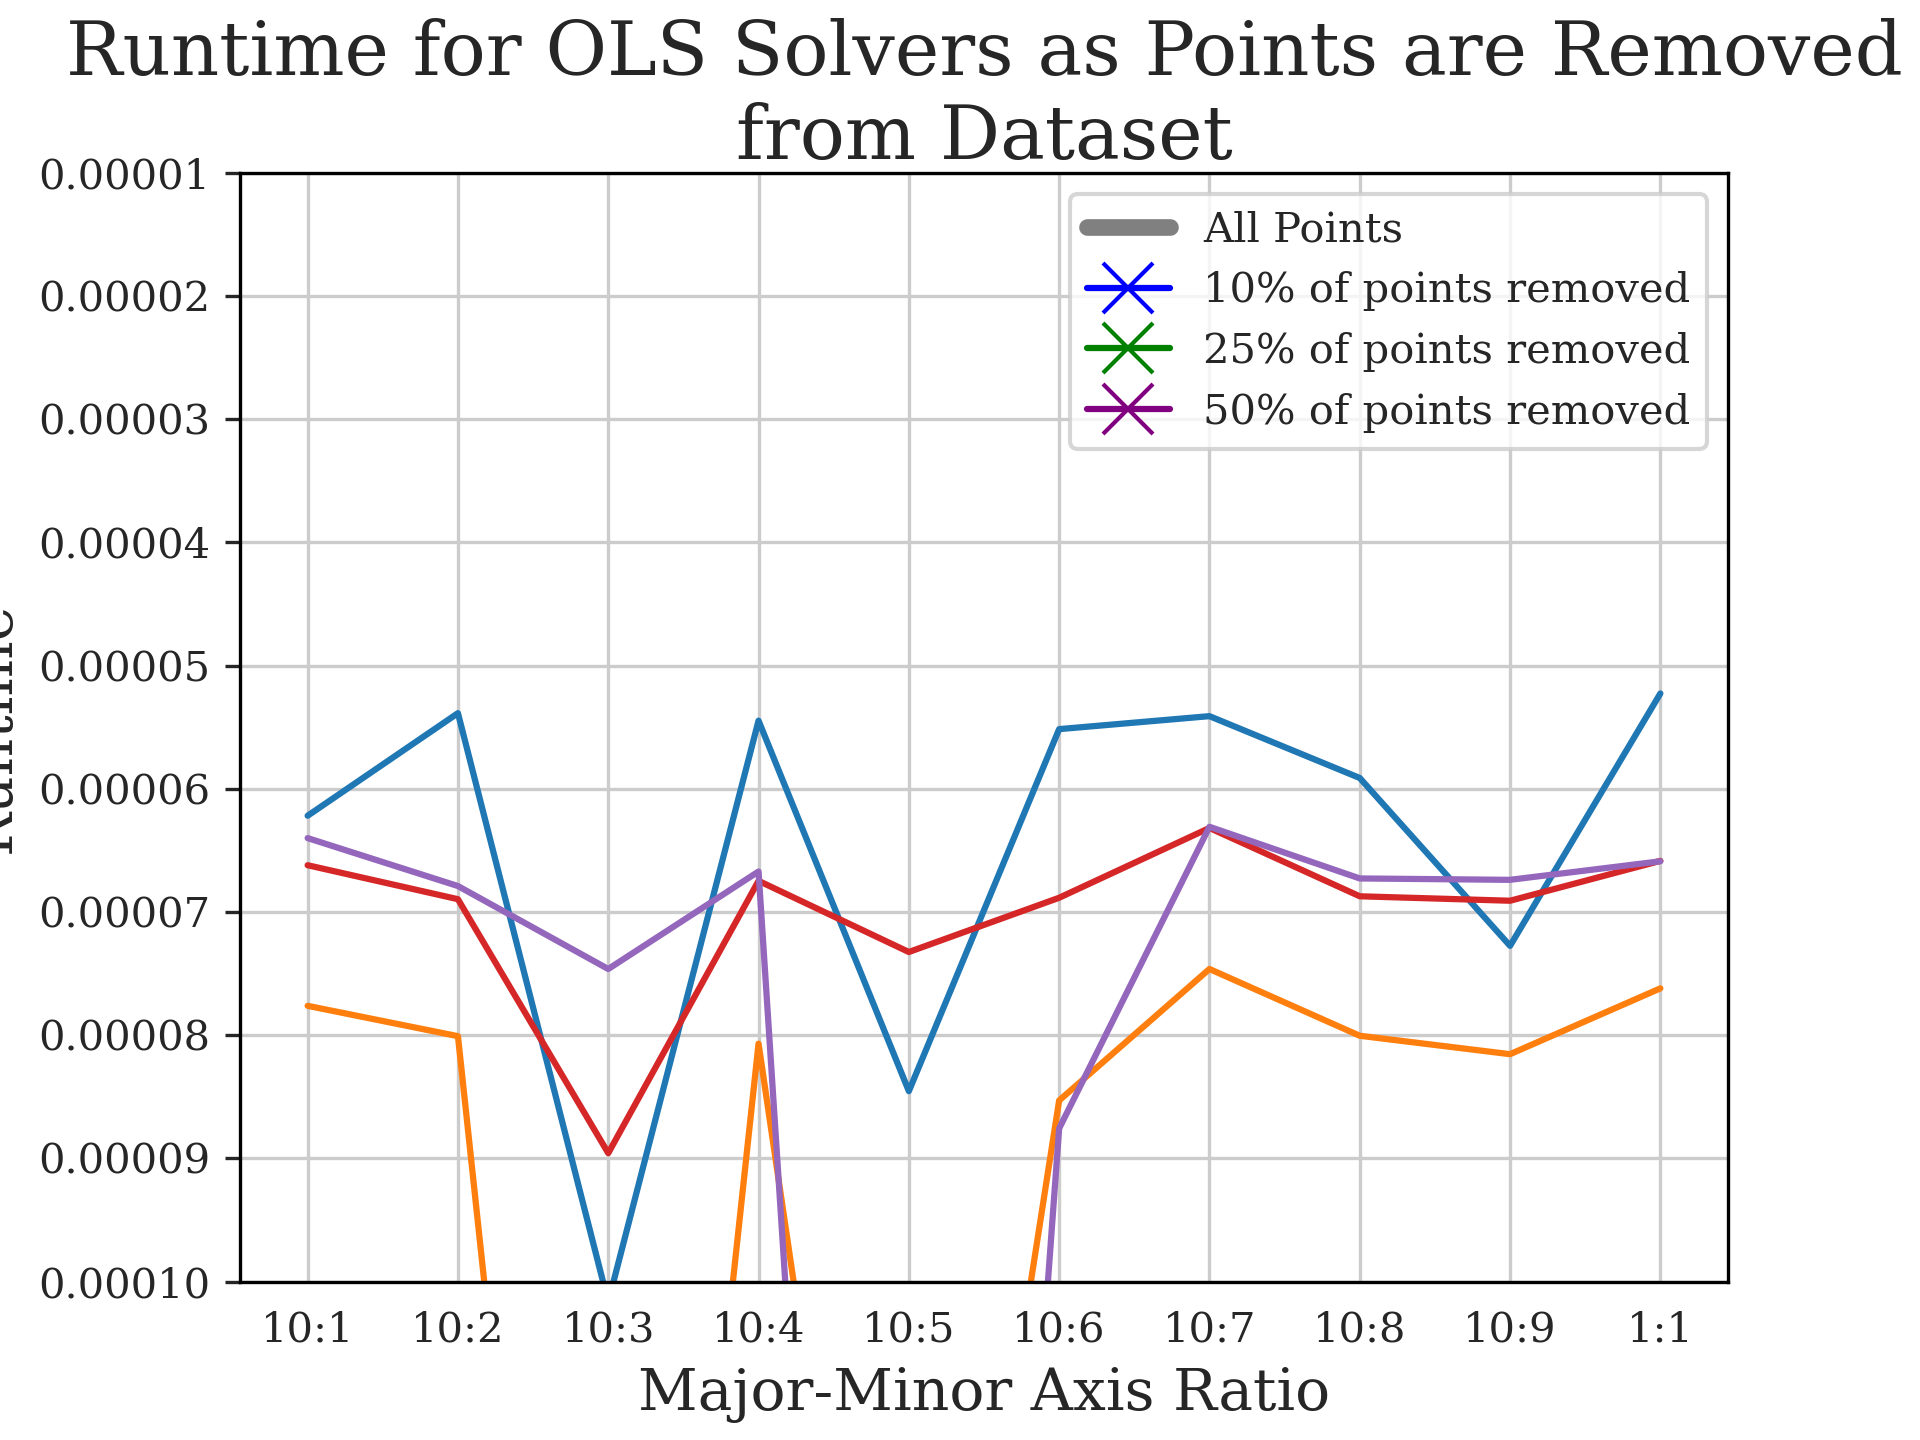 Runtime for OLS Solvers as Points are Removed
from Dataset
0.00001
0.00002
0.00003
0.00004
0.00005
0.00006
0.00007
0.00008
0.00009
0.00010
Runtime
All Points
10% of points removed
25% of points removed
50% of points removed
10:1 10:2 10:3 10:4 10:5 10:6 10:7 10:8 10:9 1:1
Major-Minor Axis Ratio